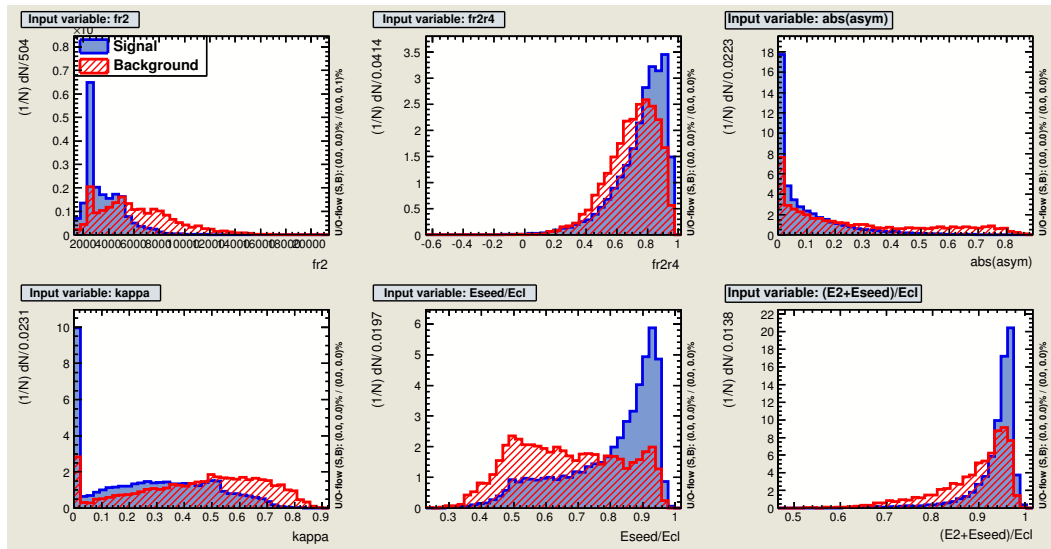 Input variable: fr2
Input variable: fr2r4
Input variable: abs(asym)
Signal
Background
(1/N) dN/504
0.8
0.7
0.6
0.5
0.4
0.3
0.2
0.1
0
fr2
U/O-flow (S,B): (0.0, 0.0)% / (0.0, 0.1)%
(1/N) dN/0.0414
3.5
3
2.5
2
1.5
1
0.5
0
-0.6 -0.4 -0.2 0 0.2 0.4 0.6 0.8 1
fr2r4
U/O-flow (S,B): (0.0, 0.0)% / (0.0, 0.0)%
(1/N) dN/0.0223
18
16
14
12
10
8
6
4
2
0
0 0.1 0.2 0.3 0.4 0.5 0.6 0.7 0.8
abs(asym)
U/O-flow (S,B): (0.0, 0.0)% / (0.0, 0.0)%
Input variable: kappa
Input variable: Eseed/Ecl
Input variable: (E2+Eseed)/Ecl
(1/N) dN/0.0231
10
8
6
4
2
0
0 0.1 0.2 0.3 0.4 0.5 0.6 0.7 0.8 0.9
kappa
U/O-flow (S,B): (0.0, 0.0)% / (0.0, 0.0)%
(1/N) dN/0.0197
6
5
4
3
2
1
0
0.3 0.4 0.5 0.6 0.7 0.8 0.9 1
Eseed/Ecl
U/O-flow (S,B): (0.0, 0.0)% / (0.0, 0.0)%
(1/N) dN/0.0138
22
20
18
16
14
12
10
8
6
4
2
0
0.5 0.6 0.7 0.8 0.9 1
(E2+Eseed)/Ecl
U/O-flow (S,B): (0.0, 0.0)% / (0.0, 0.0)%